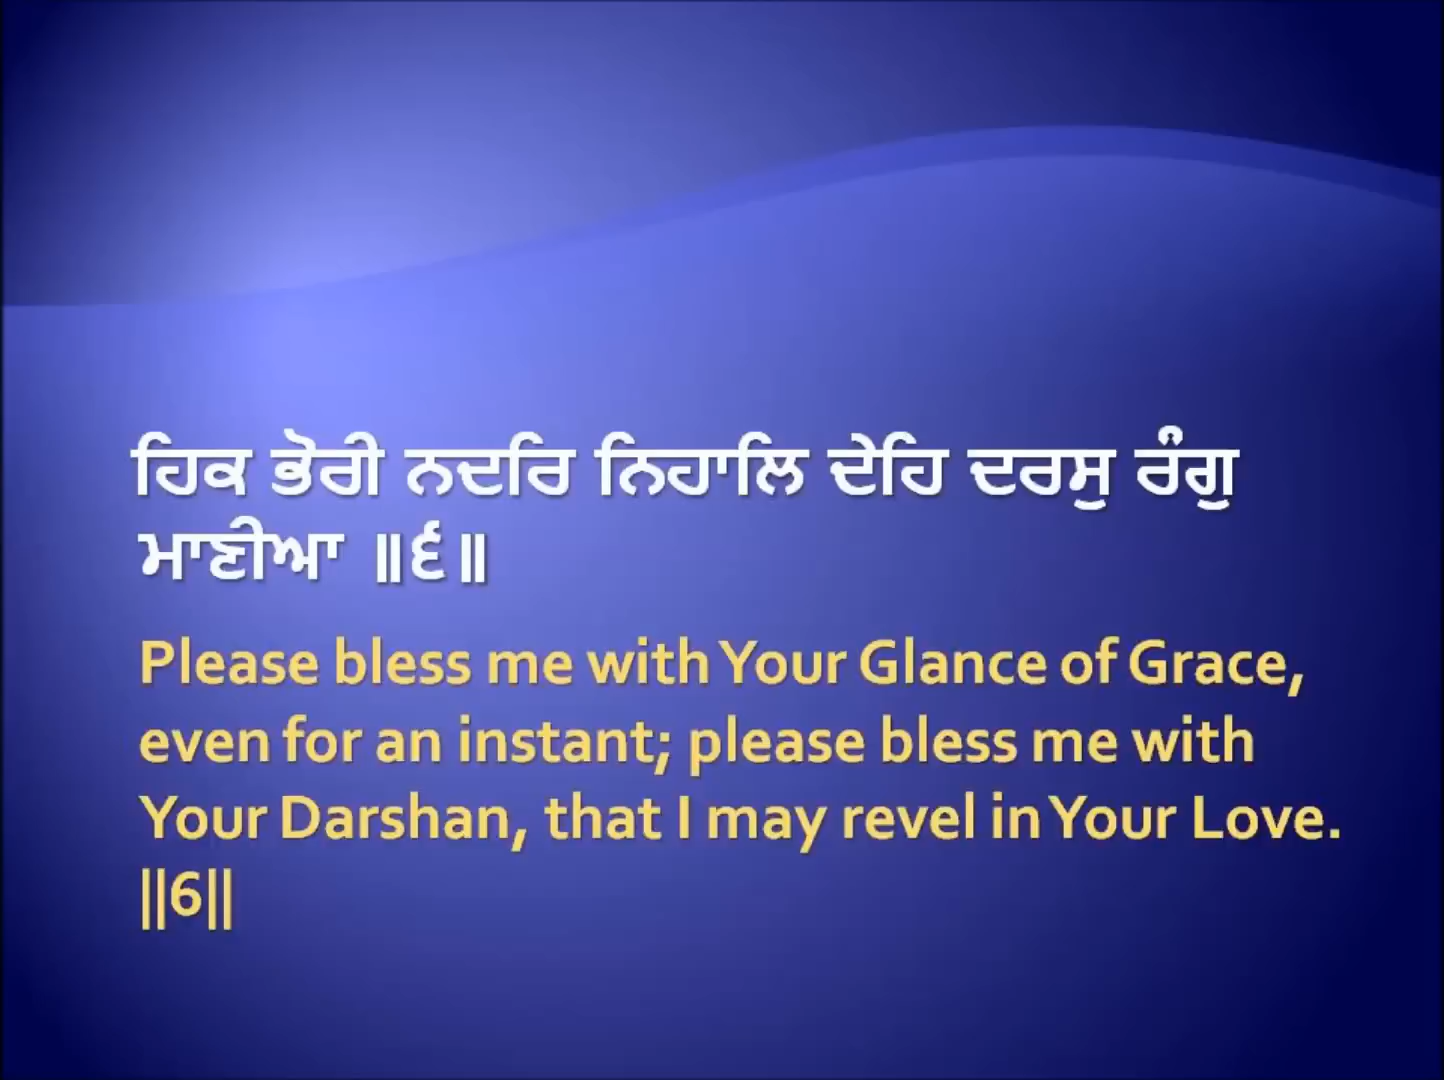 ਹਿਕ ਭੋਰੀ ਨਦਰਿ ਨਿਹਾਲਿ ਦੇਹਿ ਦਰਸੁ ਰੰਗੁ
ਮਾਣੀਆ ॥੬॥
Please bless me with Your Glance of Grace,
even for an instant; please bless me with
Your Darshan, that I may revel in Your Love.
||6||